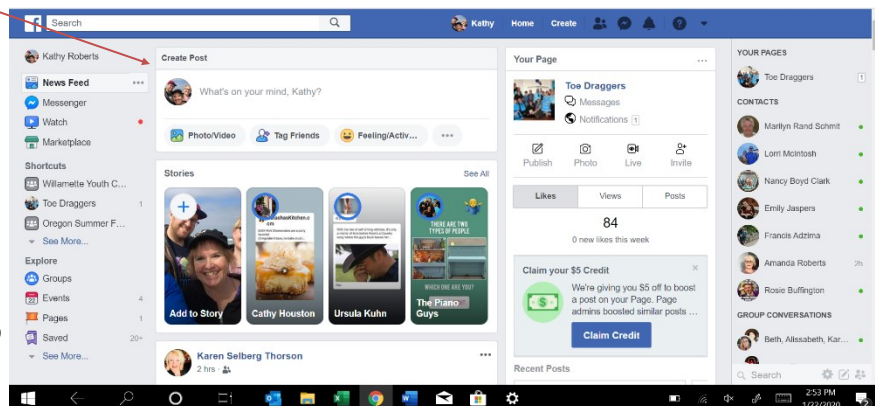 f
Search
Kathy
Home
Create
Kathy Roberts
News Feed
Messenger
Watch
Marketplace
Shortcuts
Willamette Youth C...
Toe Draggers 1
Oregon Summer F...
See More...
Explore
Groups
Events 4
Pages 1
Saved 20+
See More...
Create Post
What's on your mind, Kathy?
Photo/Video
Tag Friends
Feeling/Activ...
Stories
See All
Add to Story
Cathy Houston
Ursula Kuhn
THERE ARE TWO
TYPES OF PEOPLE
WHICH ONE ARE YOU?
The Piano
Guys
Karen Selberg Thorson
2 hrs
Your Page
Toe Draggers
Messages
Notifications 1
Publish
Photo
Live
Invite
Likes
Views
Posts
84
0 new likes this week
Claim your $5 Credit
We're giving you $5 off to boost
a post on your Page. Page
admins boosted similar posts ...
Claim Credit
Recent Posts
YOUR PAGES
Toe Draggers 1
CONTACTS
Marilyn Rand Schmit
Lorri McIntosh
Nancy Boyd Clark
Emily Jaspers
Francis Adzima
Amanda Roberts 2h
Rosie Buffington
GROUP CONVERSATIONS
Beth, Alissabeth, Kar...
Search
2:53 PM
1/22/2020